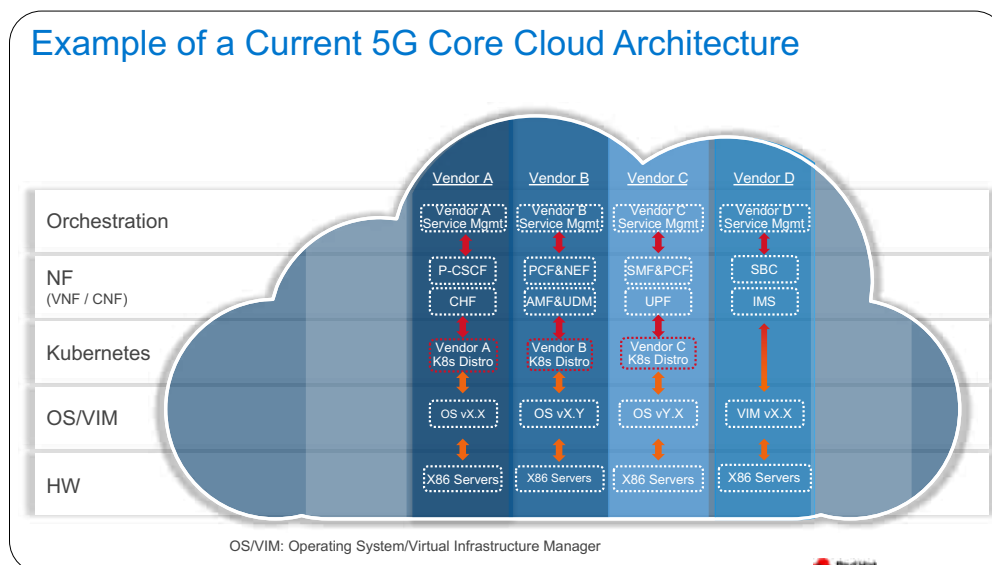 Example of a Current 5G Core Cloud Architecture
Vendor A
Vendor B
Vendor C
Vendor D
Orchestration
Vendor A
Service Mgmt
Vendor B
Service Mgmt
Vendor C
Service Mgmt
Vendor D
Service Mgmt
NF
(VNF / CNF)
P-CSCF
PCF&NEF
SMF&PCF
SBC
CHF
AMF&UDM
UPF
IMS
Kubernetes
Vendor A
K8s Distro
Vendor B
K8s Distro
Vendor C
K8s Distro
OS/VIM
OS vX.X
OS vX.Y
OS vY.X
VIM vX.X
HW
X86 Servers
X86 Servers
X86 Servers
X86 Servers
OS/VIM: Operating System/Virtual Infrastructure Manager